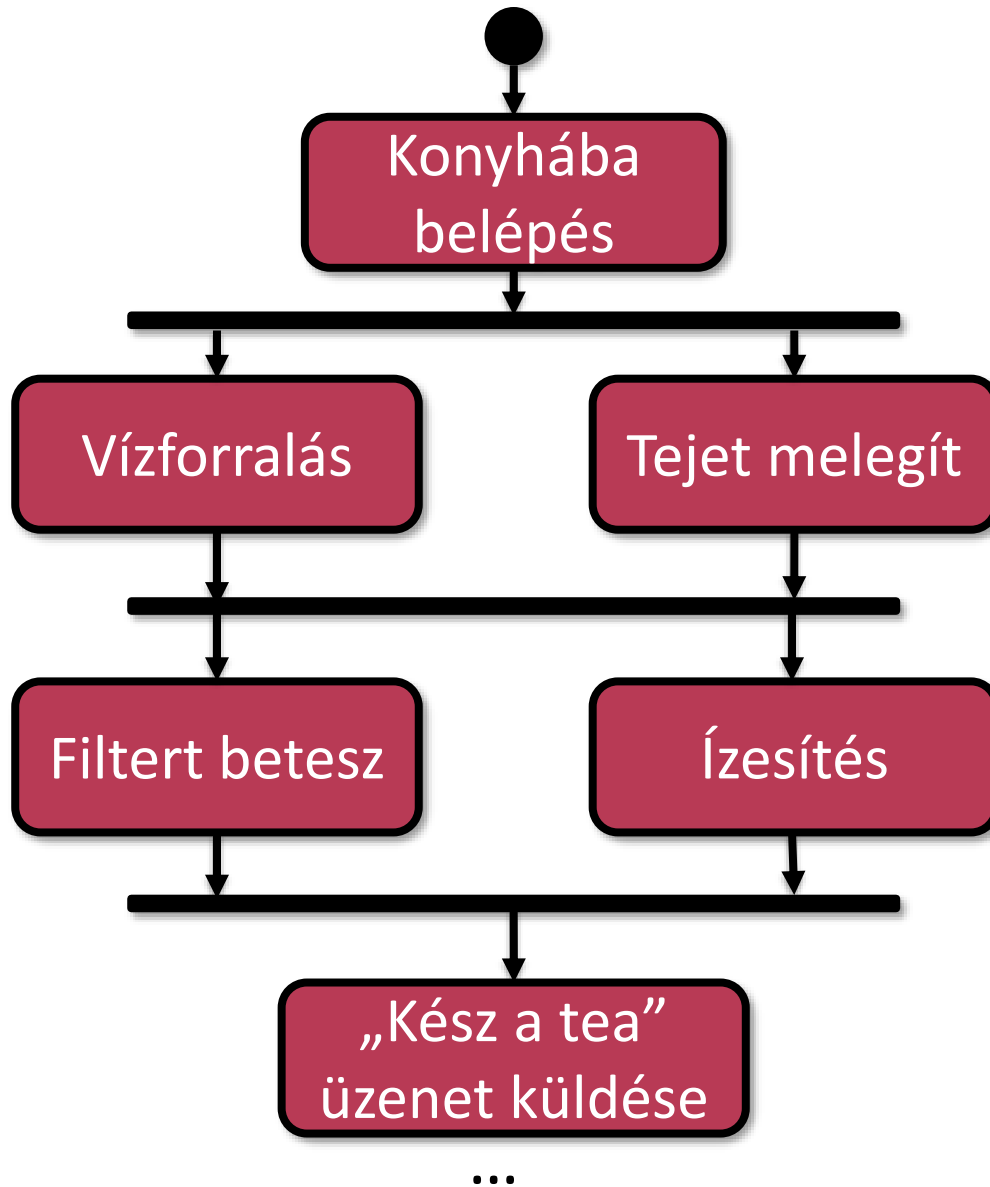 Konyhába
belépés
Vízforralás
Tejet melegít
Filtert betesz
Ízesítés
„Kész a tea”
üzenet küldése
...